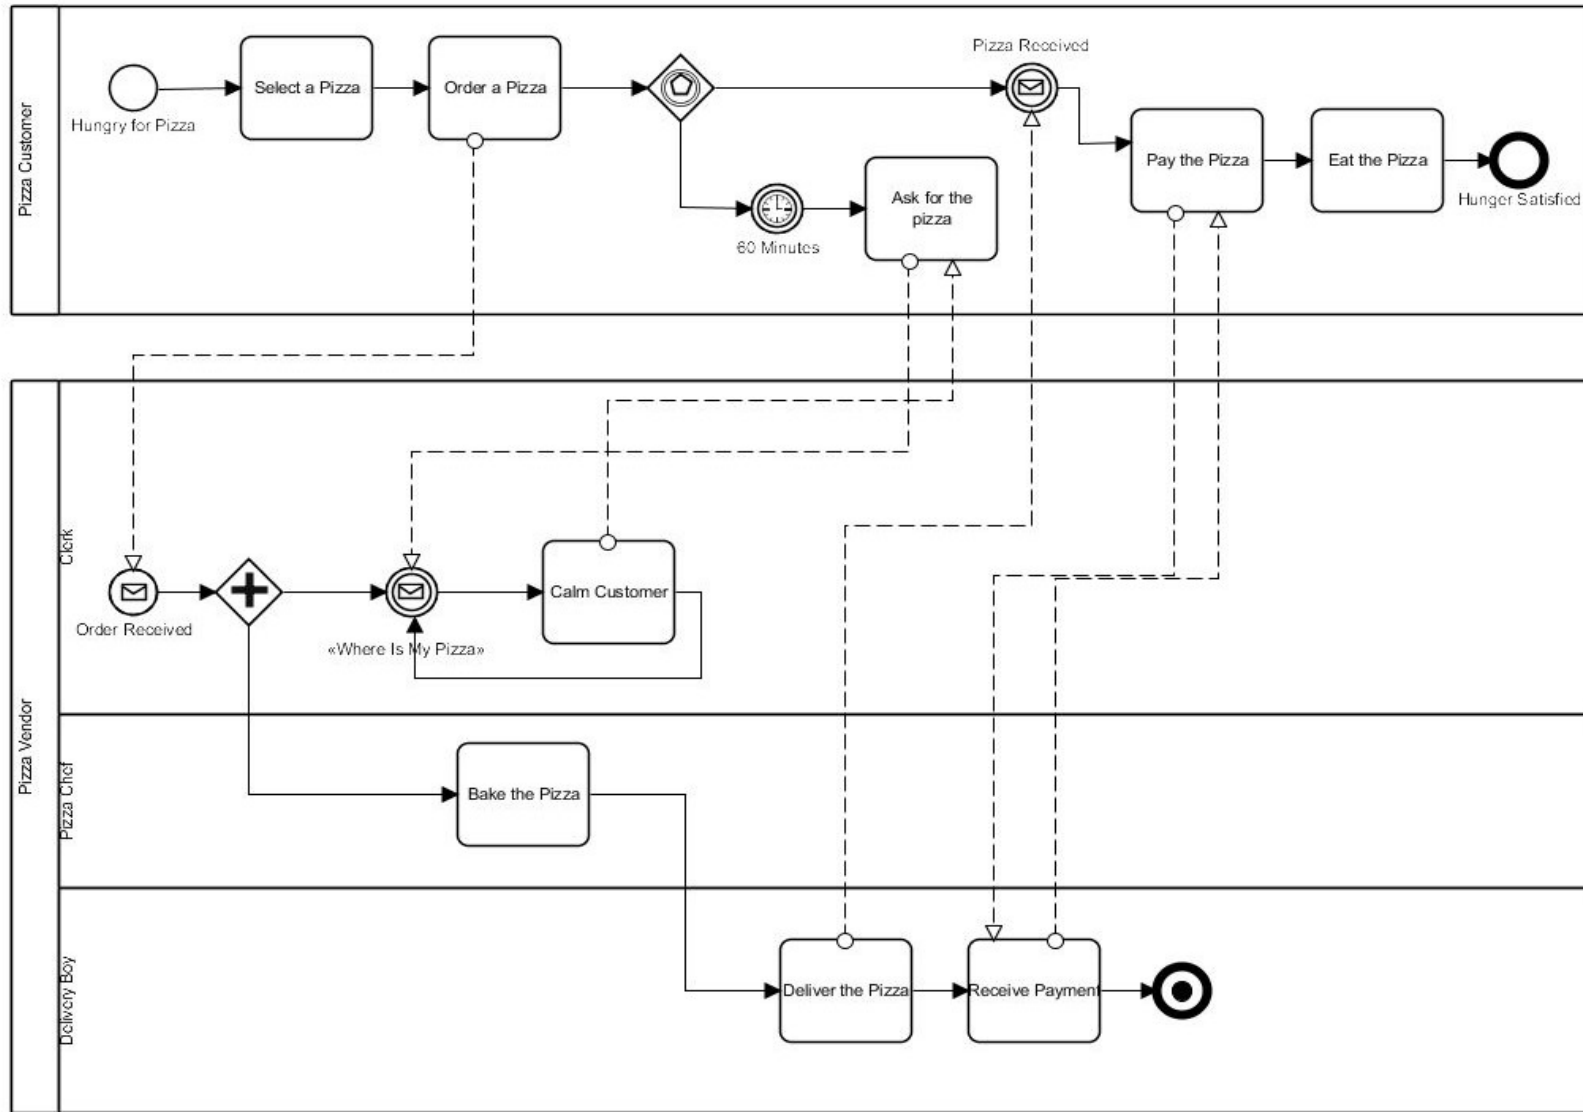 Pizza Customer
Hungry for Pizza
Select a Pizza
Order a Pizza
60 Minutes
Ask for the
pizza
Pizza Received
Pay the Pizza
Eat the Pizza
Hunger Satisfied
Pizza Vendor
Clerk
Order Received
«Where Is My Pizza»
Calm Customer
Pizza Chef
Bake the Pizza
Delivery Boy
Deliver the Pizza
Receive Payment